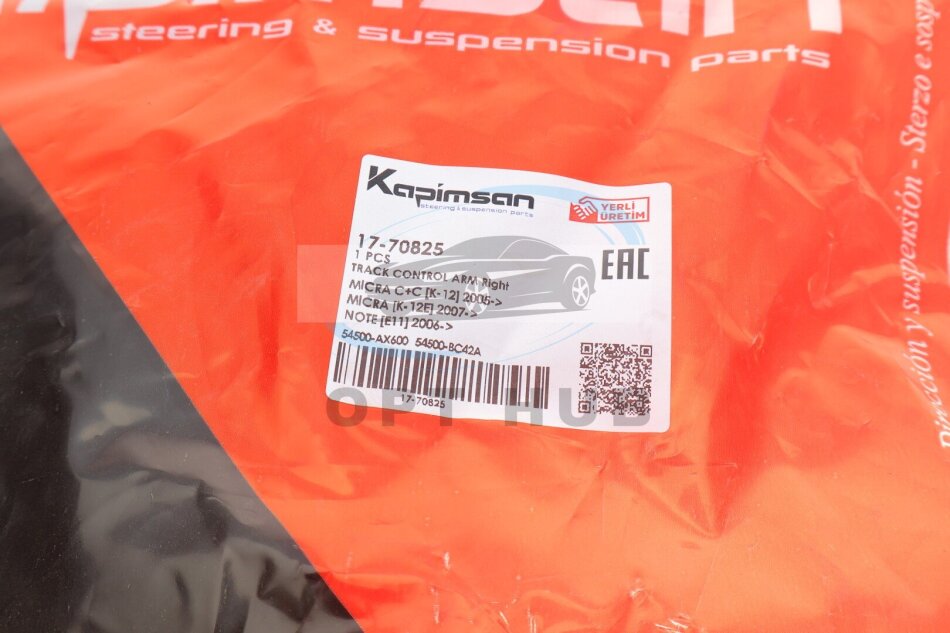 steering & suspension parts
Kapimsan
steering & suspension parts
YERLİ
ÜRETİM
17-70825
1 PCS
TRACK CONTROL ARM Right
MICRA C+C [K-12] 2005->
MICRA [K-12E] 2007->
NOTE [E11] 2006->
54500-AX600 54500-BC42A
EAC
17-70825
OPT HUB
Dirección y suspensión - Sterzo e sosp